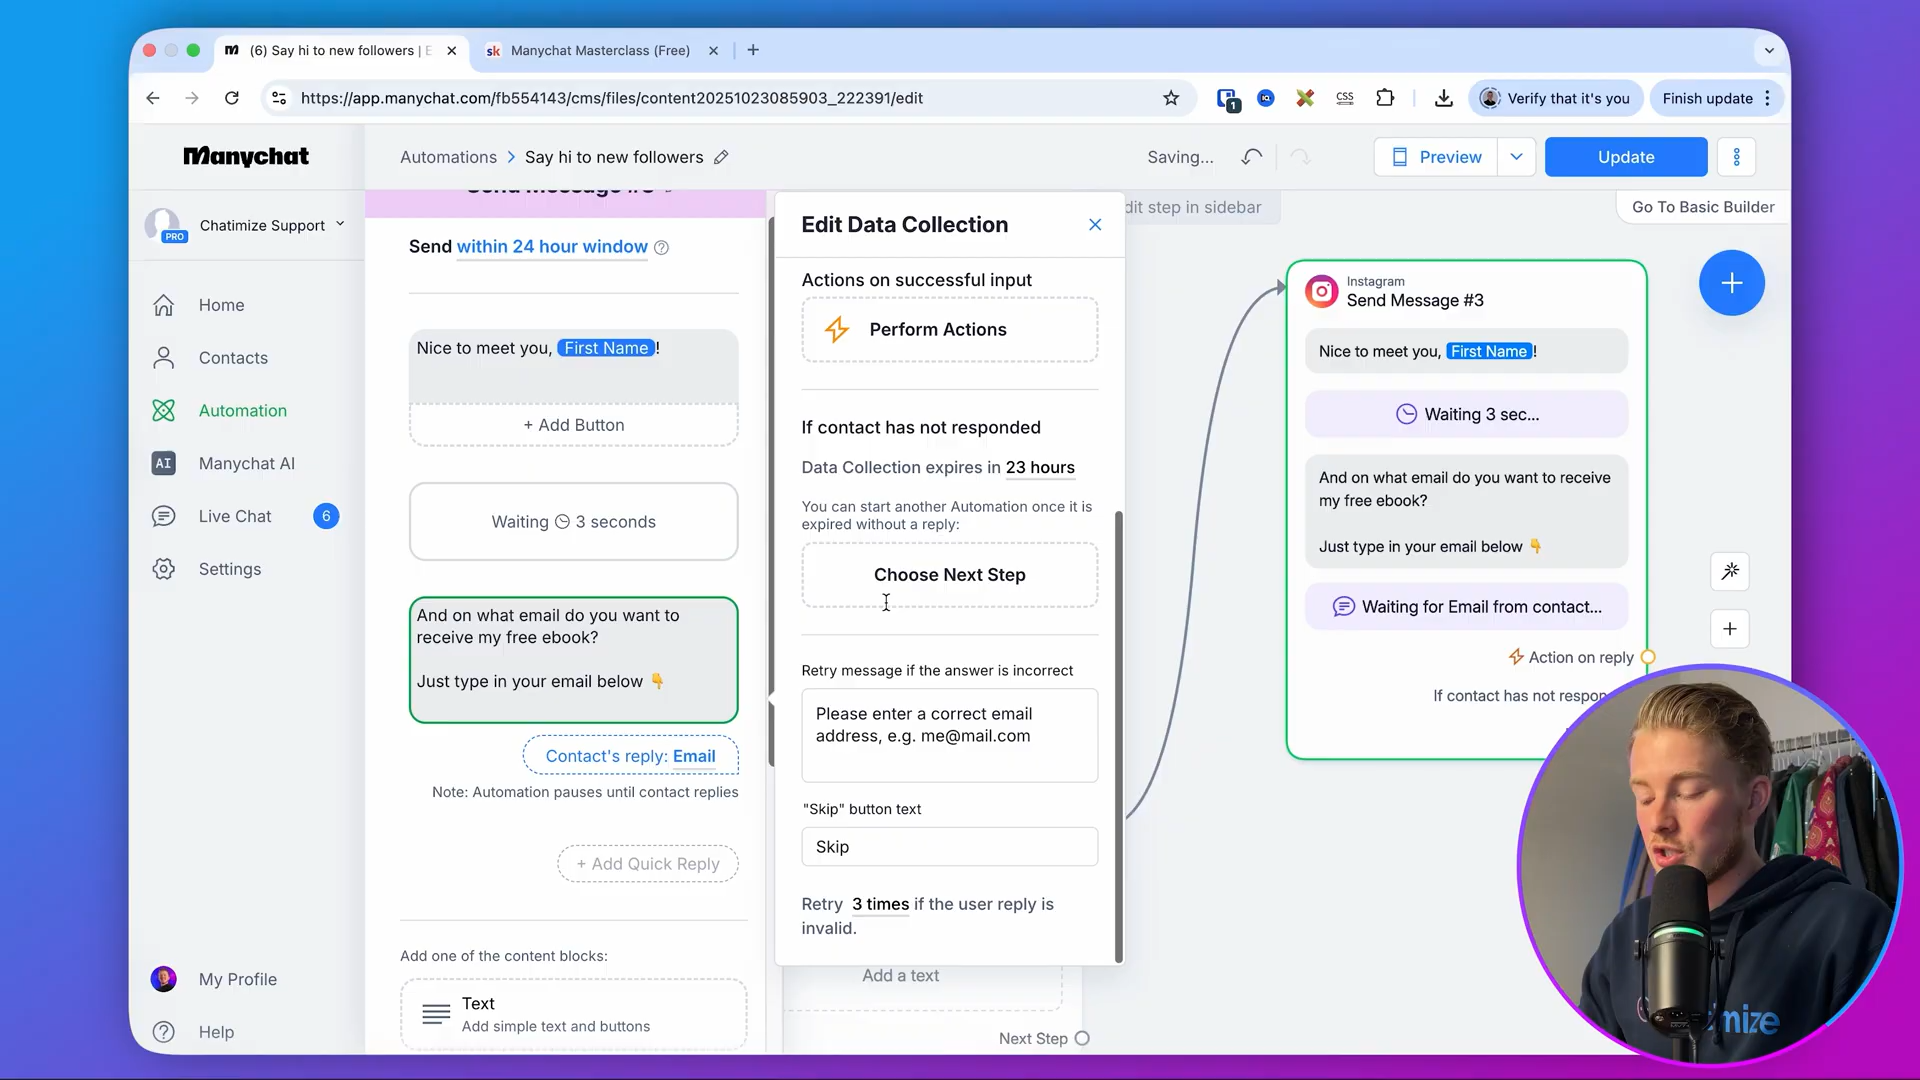 (6) Say hi to new followers | E
sk Manychat Masterclass (Free)
https://app.manychat.com/fb554143/cms/files/content20251023085903_222391/edit
1
CSS
Verify that it's you
Finish update
Manychat
Automations > Say hi to new followers
Saving...
Preview
Update
Chatimize Support
PRO
Home
Contacts
Automation
AI Manychat AI
Live Chat 6
Settings
My Profile
Help
Send Message #3
Send within 24 hour window
Nice to meet you, First Name !
+ Add Button
Waiting 3 seconds
And on what email do you want to
receive my free ebook?
Just type in your email below 👇
Contact's reply: Email
Note: Automation pauses until contact replies
+ Add Quick Reply
Add one of the content blocks:
Text
Add simple text and buttons
Edit Data Collection
Actions on successful input
Perform Actions
If contact has not responded
Data Collection expires in 23 hours
You can start another Automation once it is
expired without a reply:
Choose Next Step
Retry message if the answer is incorrect
Please enter a correct email
address, e.g. me@mail.com
"Skip" button text
Skip
Retry 3 times if the user reply is
invalid.
Add a text
Next Step
dit step in sidebar
Go To Basic Builder
Instagram
Send Message #3
Nice to meet you, First Name !
Waiting 3 sec...
And on what email do you want to receive
my free ebook?
Just type in your email below 👇
Waiting for Email from contact...
Action on reply
If contact has not respon
mize